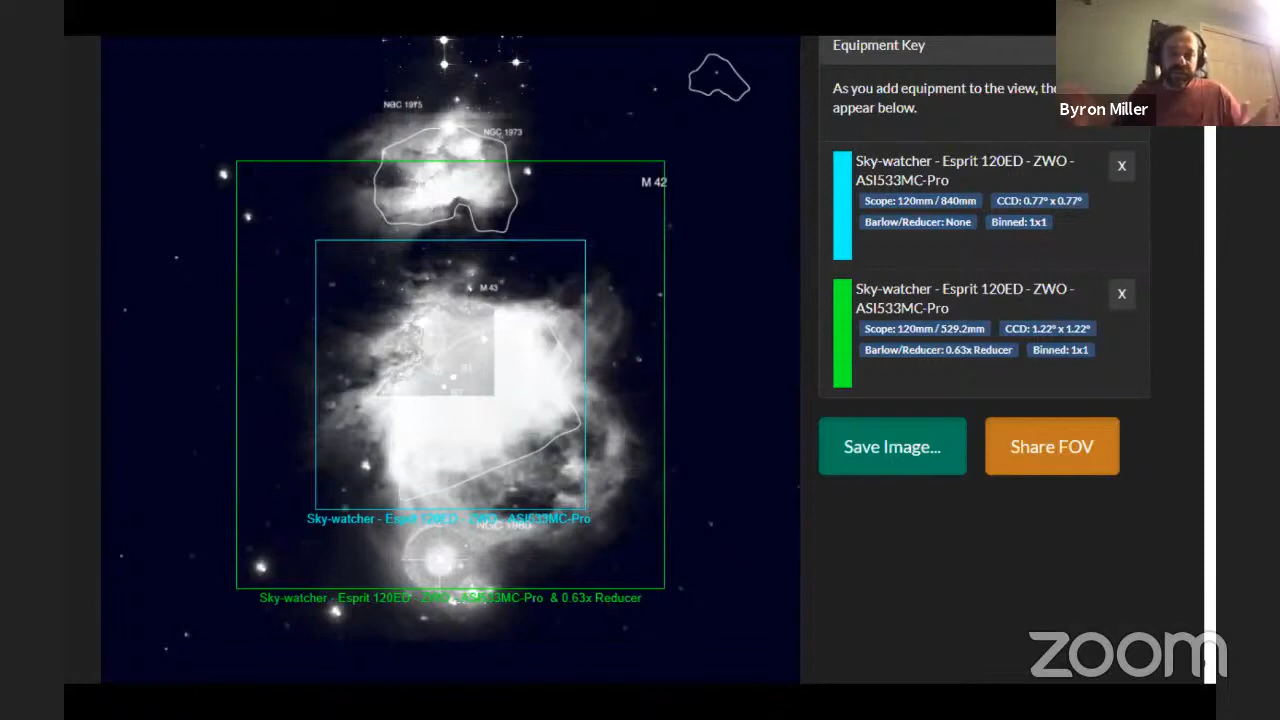 Equipment Key
As you add equipment to the view, the
appear below.
Byron Miller
NGC 1975
NGC 1973
M 42
M 43
Sky-watcher - Esprit 120ED - ZWO - ASI533MC-Pro
NGC 1980
Sky-watcher - Esprit 120ED - ZWO - ASI533MC-Pro & 0.63x Reducer
Sky-watcher - Esprit 120ED - ZWO -
ASI533MC-Pro
X
Scope: 120mm / 840mm
CCD: 0.77° x 0.77°
Barlow/Reducer: None
Binned: 1x1
Sky-watcher - Esprit 120ED - ZWO -
ASI533MC-Pro
X
Scope: 120mm / 529.2mm
CCD: 1.22° x 1.22°
Barlow/Reducer: 0.63x Reducer
Binned: 1x1
Save Image...
Share FOV
zoom